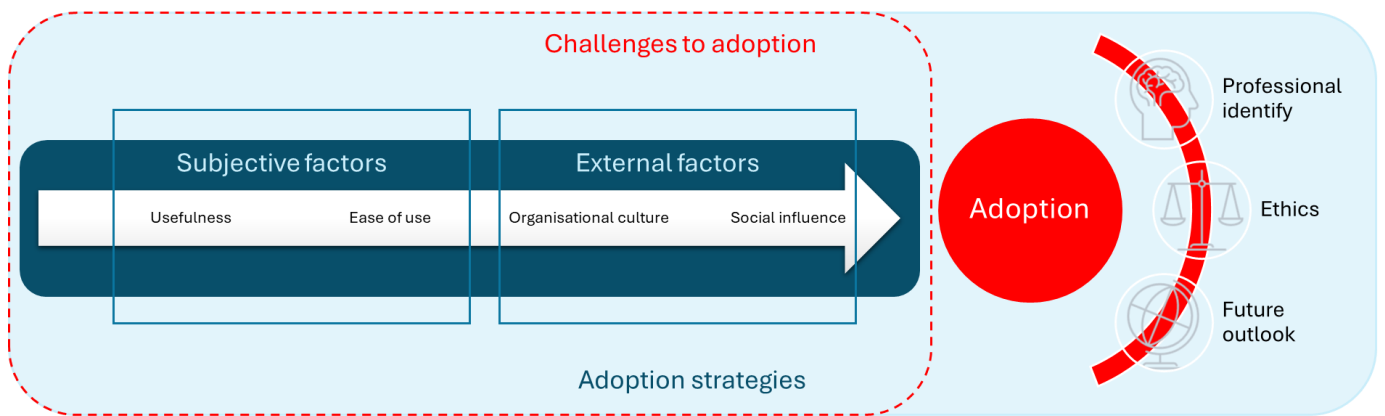 Challenges to adoption
Subjective factors
External factors
Usefulness
Ease of use
Organisational culture
Social influence
Adoption strategies
Adoption
Professional
identify
Ethics
Future
outlook